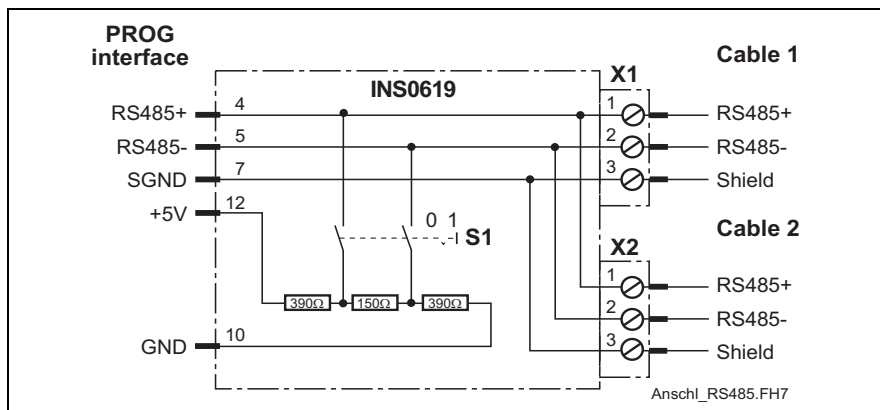 PROG
interface
INS0619
X1
Cable 1
RS485+
4
1
RS485+
RS485-
5
2
RS485-
SGND
7
3
Shield
+5V
12
0 1
S1
Cable 2
X2
390Ω
150Ω
390Ω
1
RS485+
2
RS485-
GND
10
3
Shield
Anschl_RS485.FH7